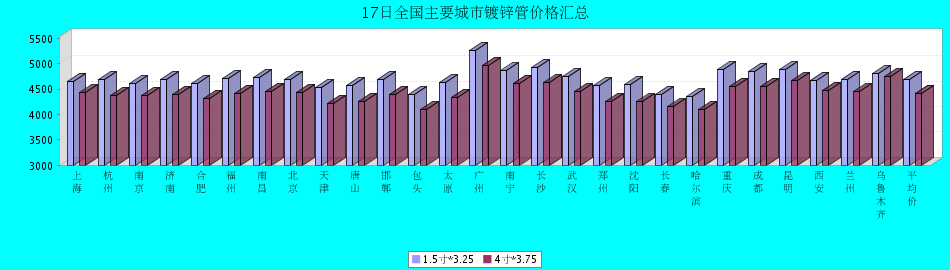 17日全国主要城市镀锌管价格汇总
5500
5000
4500
4000
3500
3000
上海 杭州 南京 济南 合肥 福州 南昌 北京 天津 唐山 邯郸 包头 太原 广州 南宁 长沙 武汉 郑州 沈阳 长春 哈尔滨 重庆 成都 昆明 西安 兰州 乌鲁木齐 平均价
1.5寸*3.25 4寸*3.75